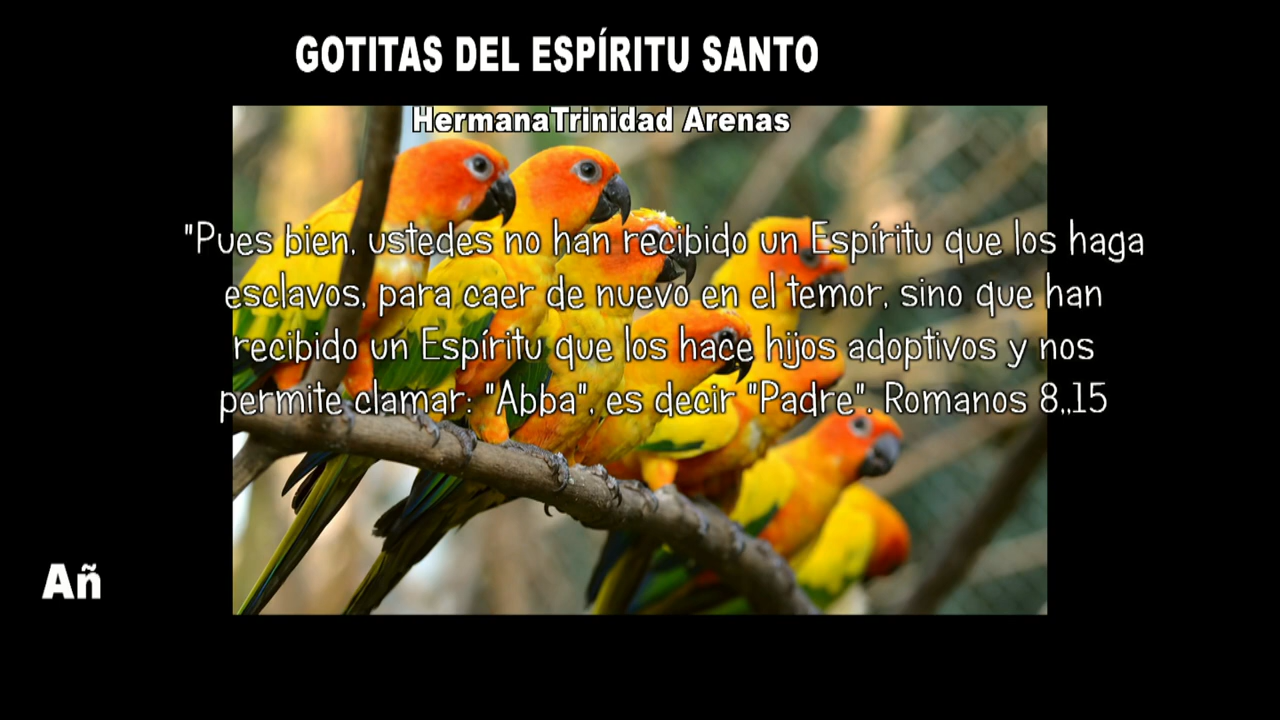 GOTITAS DEL ESPÍRITU SANTO
HermanaTrinidad Arenas
"Pues bien, ustedes no han recibido un Espíritu que los haga
esclavos, para caer de nuevo en el temor, sino que han
recibido un Espíritu que los hace hijos adoptivos y nos
permite clamar: "Abba", es decir "Padre". Romanos 8,,15
Añ